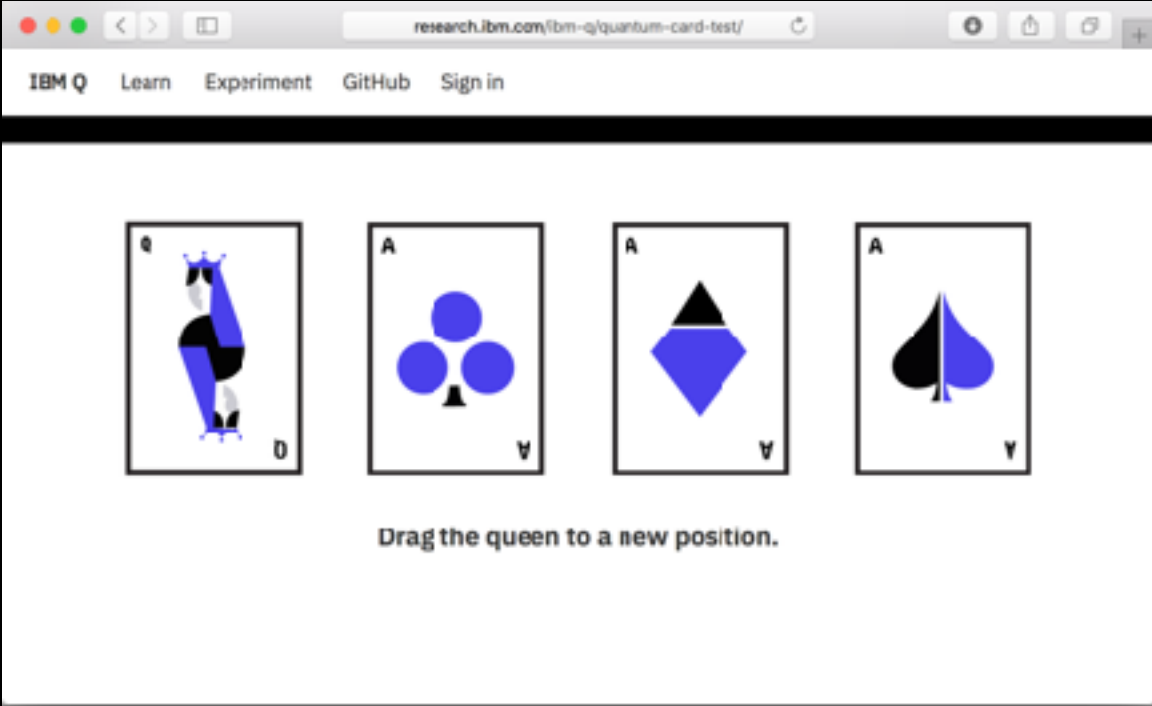 research.ibm.com/ibm-q/quantum-card-test/
IBM Q Learn Experiment GitHub Sign in
Q A A A
Q A A A
Drag the queen to a new position.